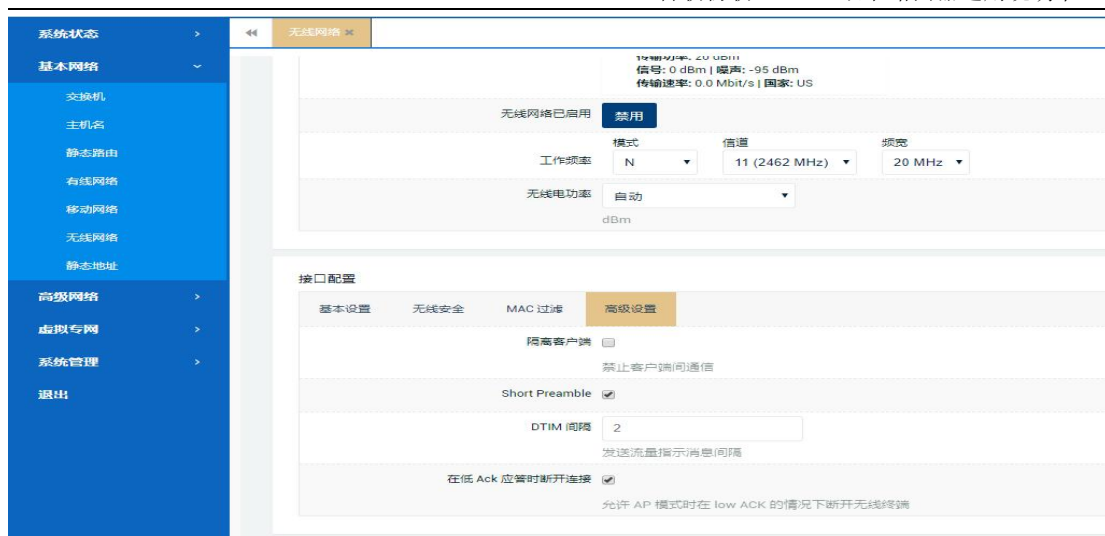 系统状态
无线网络
基本网络
交换机
主机名
静态路由
有线网络
移动网络
无线网络
静态地址
高级网络
虚拟专网
系统管理
退出
传输功率: 20 dBm
信号: 0 dBm | 噪声: -95 dBm
传输速率: 0.0 Mbit/s | 国家: US
无线网络已启用 禁用
模式 信道 频宽
工作频率 N 11 (2462 MHz) 20 MHz
无线电功率 自动
dBm
接口配置
基本设置 无线安全 MAC 过滤 高级设置
隔离客户端
禁止客户端间通信
Short Preamble
DTIM 间隔 2
发送流量指示消息间隔
在低 Ack 应答时断开连接
允许 AP 模式时在 low ACK 的情况下断开无线终端